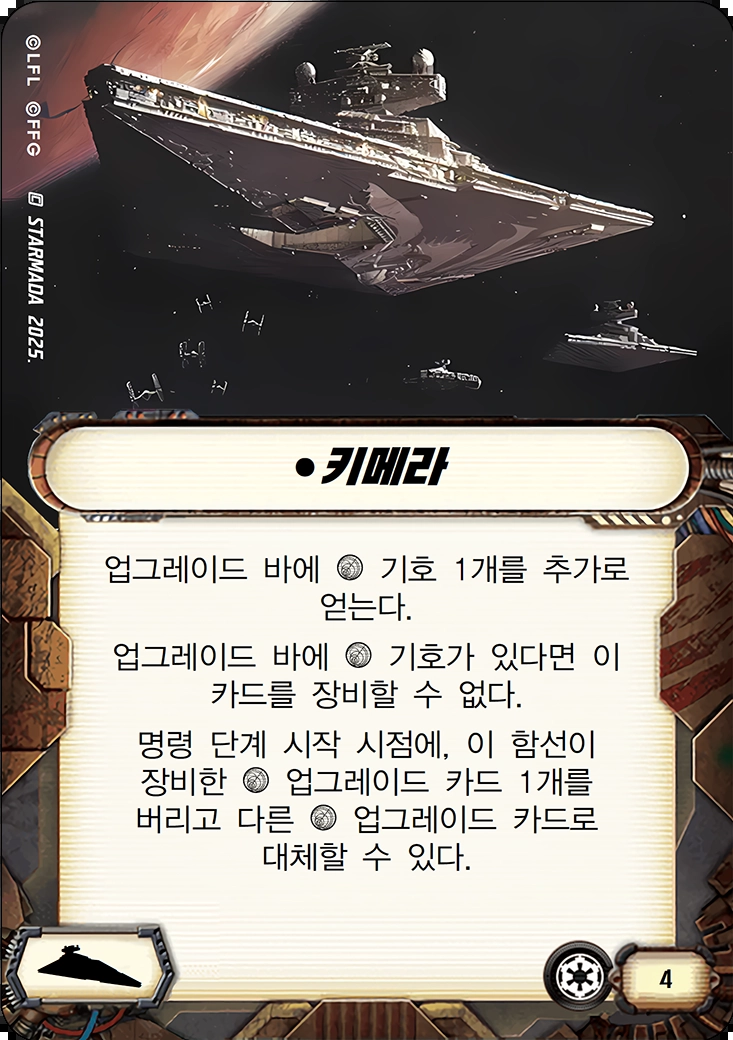 ©LFL ©FFG STARMADA 2025.
•키메라
업그레이드 바에 기호 1개를 추가로
얻는다.
업그레이드 바에 기호가 있다면 이
카드를 장비할 수 없다.
명령 단계 시작 시점에, 이 함선이
장비한 업그레이드 카드 1개를
버리고 다른 업그레이드 카드로
대체할 수 있다.
4